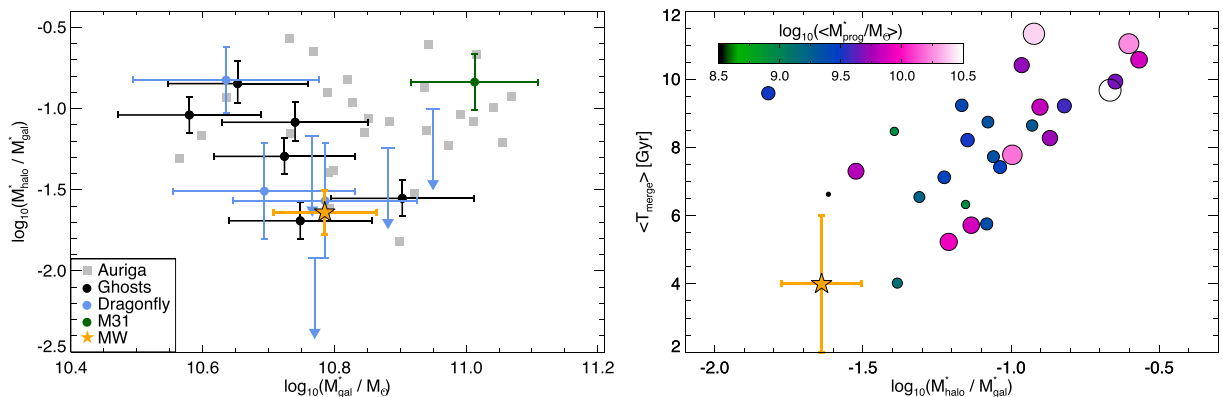 -0.5
-1.0
-1.5
-2.0
-2.5
log10(M*halo / M*gal)
Auriga
Ghosts
Dragonfly
M31
MW
10.4 10.6 10.8 11.0 11.2
log10(M*gal / M⊙)
12
10
8
6
4
2
<Tmerge> [Gyr]
log10(<M*prog/M⊙>)
8.5 9.0 9.5 10.0 10.5
-2.0 -1.5 -1.0 -0.5
log10(M*halo / M*gal)